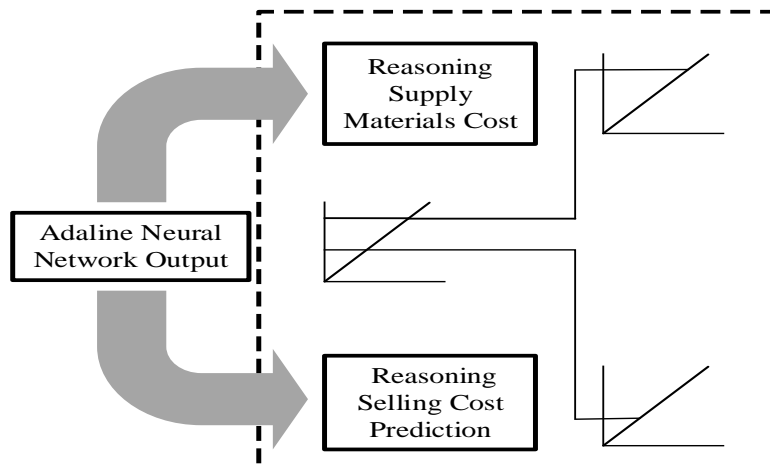 Reasoning
Supply
Materials Cost
Adaline Neural
Network Output
Reasoning
Selling Cost
Prediction